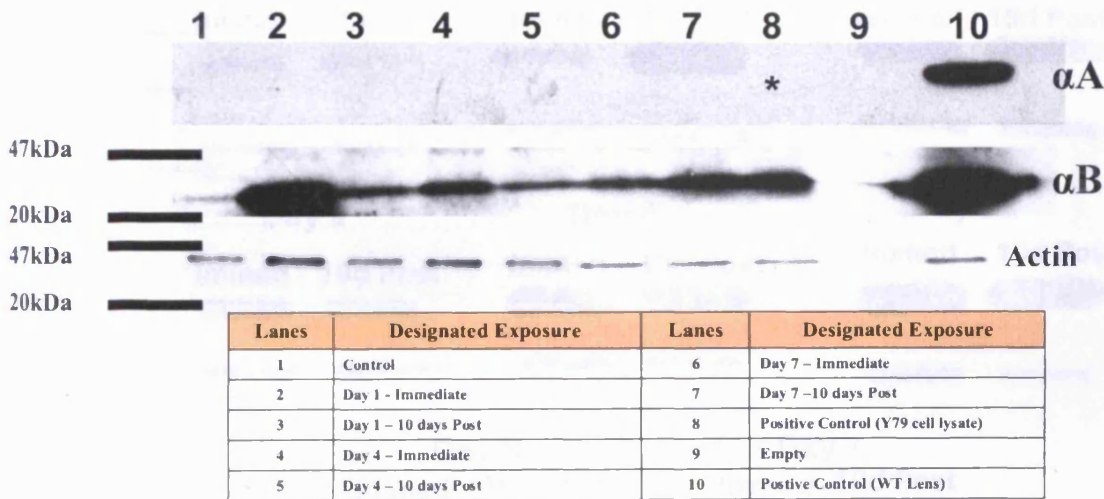 1 2 3 4 5 6 7 8 9 10
* αA
47kDa
αB
20kDa
47kDa
Actin
20kDa
Lanes Designated Exposure Lanes Designated Exposure
1 Control 6 Day 7 – Immediate
2 Day 1 - Immediate 7 Day 7 –10 days Post
3 Day 1 – 10 days Post 8 Positive Control (Y79 cell lysate)
4 Day 4 – Immediate 9 Empty
5 Day 4 – 10 days Post 10 Postive Control (WT Lens)